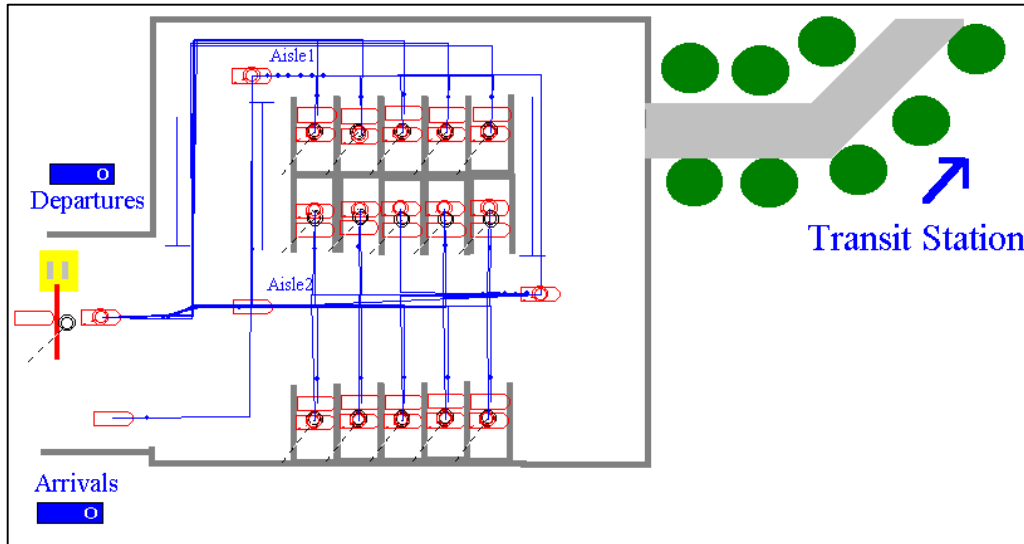 Aisle1
0
Departures
Transit Station
Aisle2
Arrivals
0